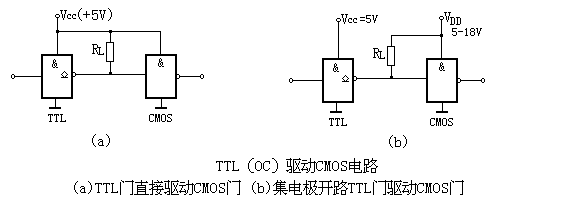 Vcc(+5V)
RL
&
&
TTL
CMOS
(a)
Vcc=5V
VDD
5-18V
RL
&
&
TTL
CMOS
(b)
TTL (OC) 驱动CMOS电路
(a)TTL门直接驱动CMOS门 (b)集电极开路TTL门驱动CMOS门